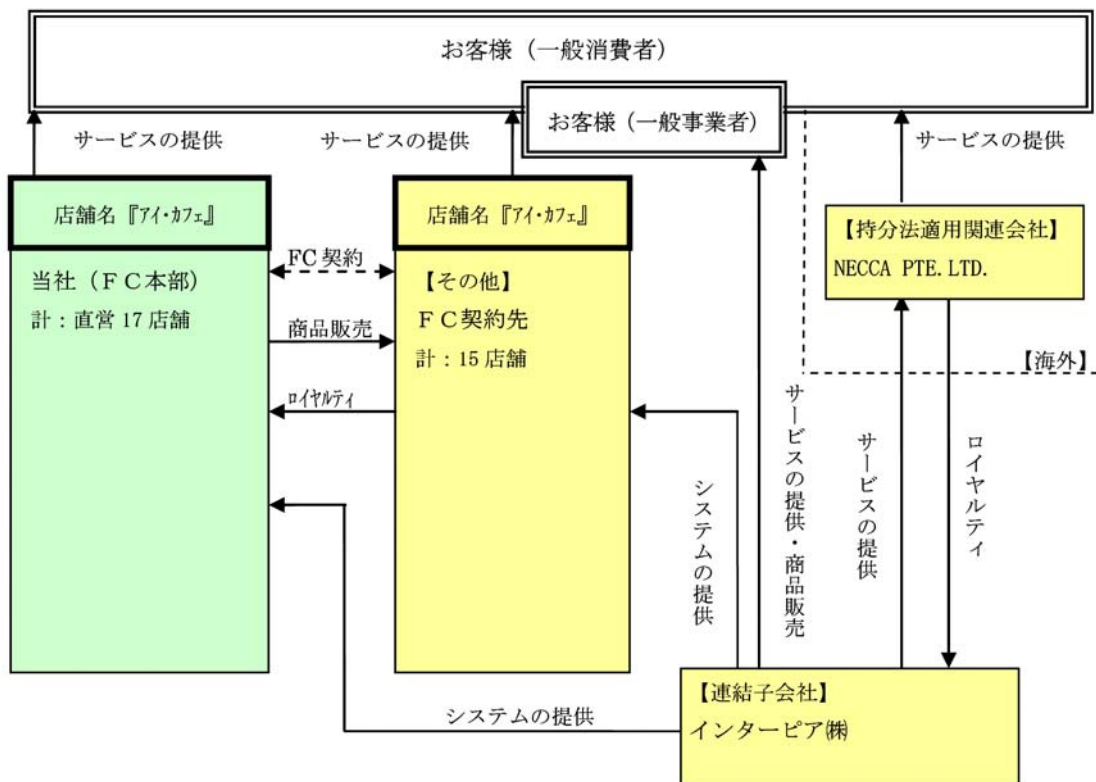 お客様（一般消費者）
お客様（一般事業者）
サービスの提供
サービスの提供
サービスの提供
店舗名『ｱｲ・ｶﾌｪ』
店舗名『ｱｲ・ｶﾌｪ』
【持分法適用関連会社】
NECCA PTE.LTD.
当社（ＦＣ本部）
計：直営 17 店舗
FC 契約
商品販売
ﾛｲﾔﾙﾃｨ
【その他】
ＦＣ契約先
計：15 店舗
【海外】
システムの提供
サービスの提供・商品販売
サービスの提供
ロイヤルティ
システムの提供
【連結子会社】
インターピア㈱